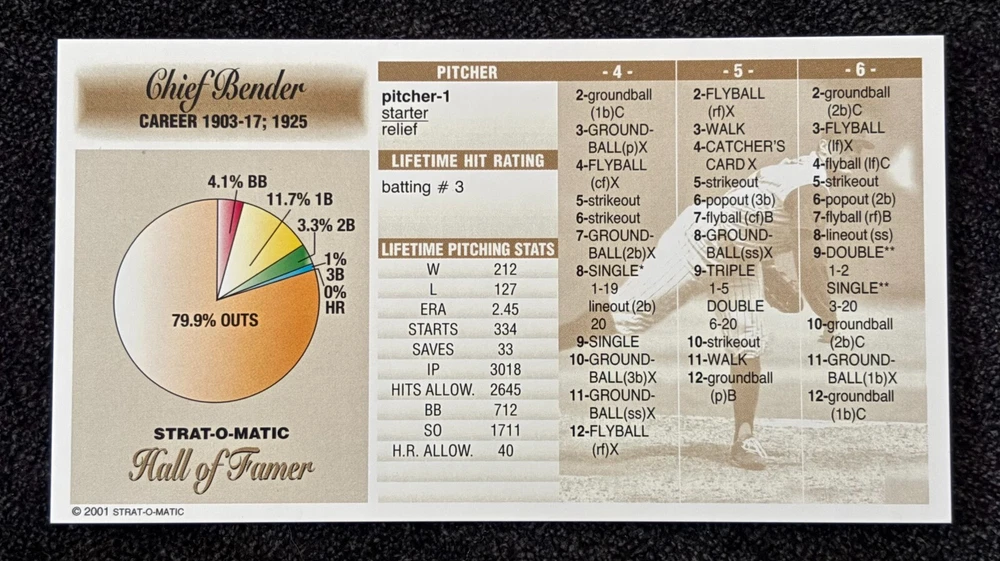 Chief Bender
CAREER 1903-17; 1925
4.1% BB
11.7% 1B
3.3% 2B
1%
3B
0%
HR
79.9% OUTS
STRAT-O-MATIC
Hall of Famer
© 2001 STRAT-O-MATIC
PITCHER
pitcher-1
starter
relief
LIFETIME HIT RATING
batting # 3
LIFETIME PITCHING STATS
W 212
L 127
ERA 2.45
STARTS 334
SAVES 33
IP 3018
HITS ALLOW. 2645
BB 712
SO 1711
H.R. ALLOW. 40
- 4 -
2-groundball
(1b)C
3-GROUND-
BALL(p)X
4-FLYBALL
(cf)X
5-strikeout
6-strikeout
7-GROUND-
BALL(2b)X
8-SINGLE*
1-19
lineout (2b)
20
9-SINGLE
10-GROUND-
BALL(3b)X
11-GROUND-
BALL(ss)X
12-FLYBALL
(rf)X
- 5 -
2-FLYBALL
(rf)X
3-WALK
4-CATCHER'S
CARD X
5-strikeout
6-popout (3b)
7-flyball (cf)B
8-GROUND-
BALL(ss)X
9-TRIPLE
1-5
DOUBLE
6-20
10-strikeout
11-WALK
12-groundball
(p)B
- 6 -
2-groundball
(2b)C
3-FLYBALL
(lf)X
4-flyball (lf)C
5-strikeout
6-popout (2b)
7-flyball (rf)B
8-lineout (ss)
9-DOUBLE**
1-2
SINGLE**
3-20
10-groundball
(2b)C
11-GROUND-
BALL(1b)X
12-groundball
(1b)C